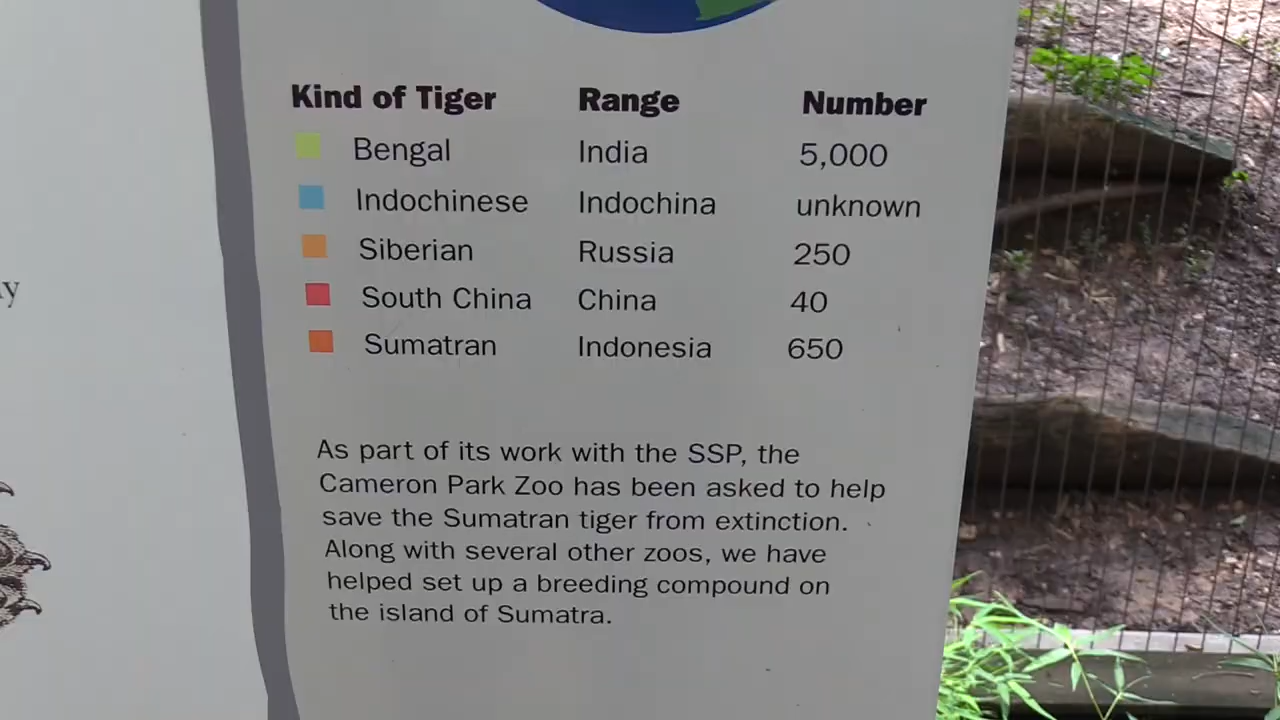 Kind of Tiger Range Number
Bengal India 5,000
Indochinese Indochina unknown
Siberian Russia 250
South China China 40
Sumatran Indonesia 650
As part of its work with the SSP, the
Cameron Park Zoo has been asked to help
save the Sumatran tiger from extinction.
Along with several other zoos, we have
helped set up a breeding compound on
the island of Sumatra.